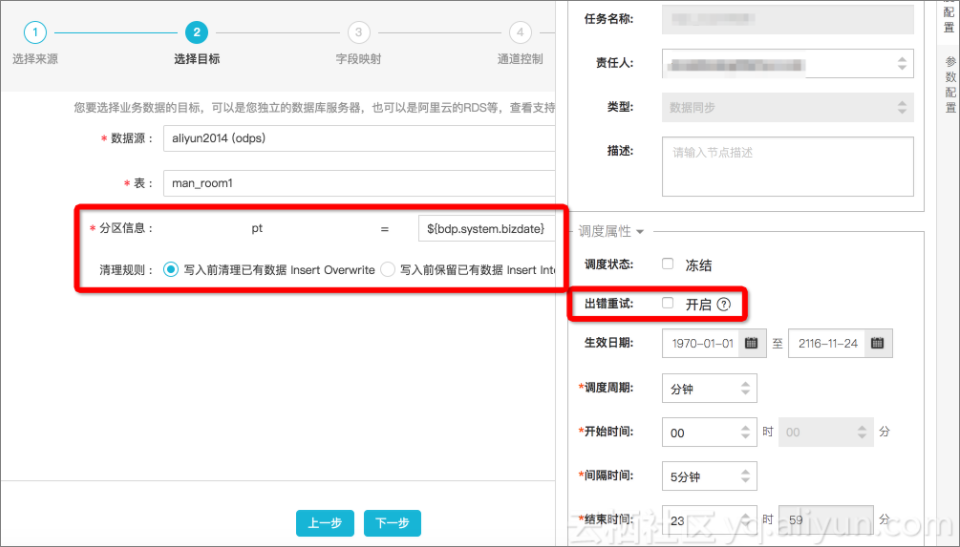 1
2
3
4
选择来源
选择目标
字段映射
通道控制
您要选择业务数据的目标，可以是您独立的数据库服务器，也可以是阿里云的RDS等，查看支持
* 数据源：
aliyun2014 (odps)
* 表：
man_room1
* 分区信息：
pt
=
${bdp.system.bizdate}
清理规则：
写入前清理已有数据 Insert Overwrite
写入前保留已有数据 Insert Into
上一步
下一步
任务名称:
责任人:
类型:
数据同步
描述:
请输入节点描述
调度属性
调度状态:
冻结
出错重试:
开启 ?
生效日期:
1970-01-01
至
2116-11-24
*调度周期:
分钟
*开始时间:
00
时
00
分
*间隔时间:
5分钟
*结束时间:
23
时
59
分
配置
参数配置
云栖社区 yq.aliyun.com